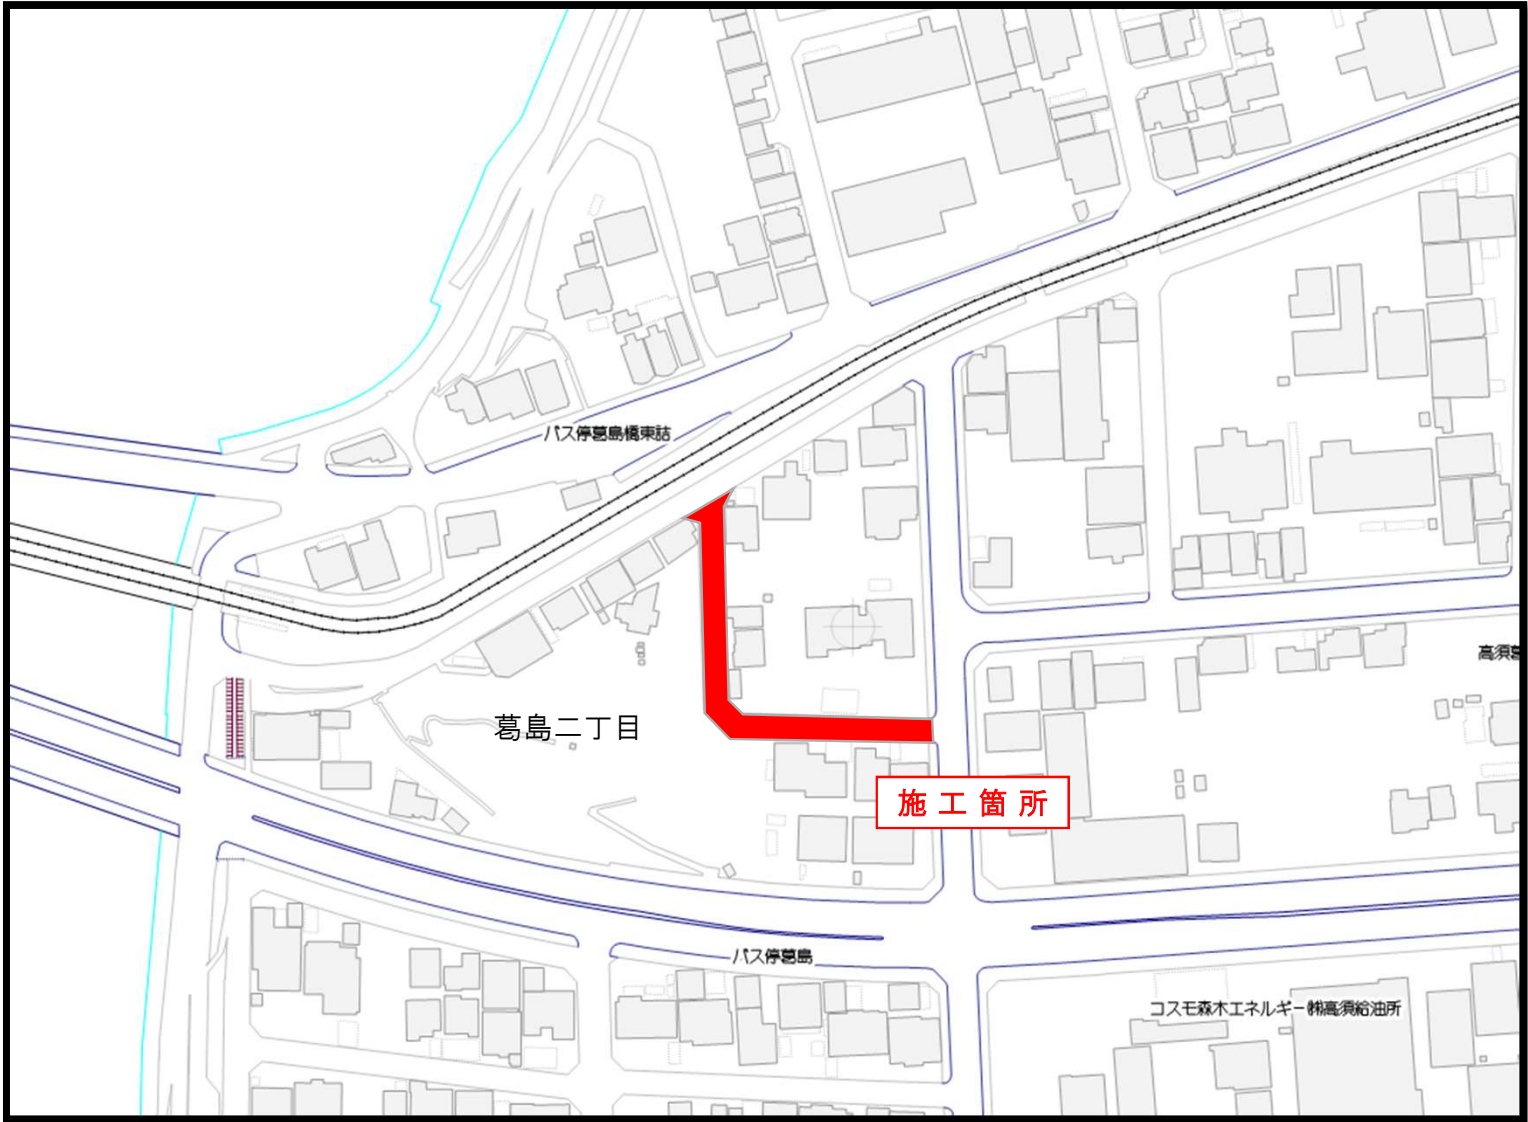 バス停葛島橋東詰
高須葛
葛島二丁目
施工箇所
バス停葛島
コスモ森木エネルギー㈱高須給油所